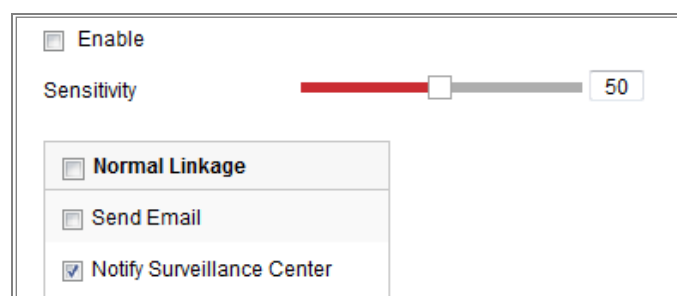 Enable
Sensitivity 50
Normal Linkage
Send Email
Notify Surveillance Center